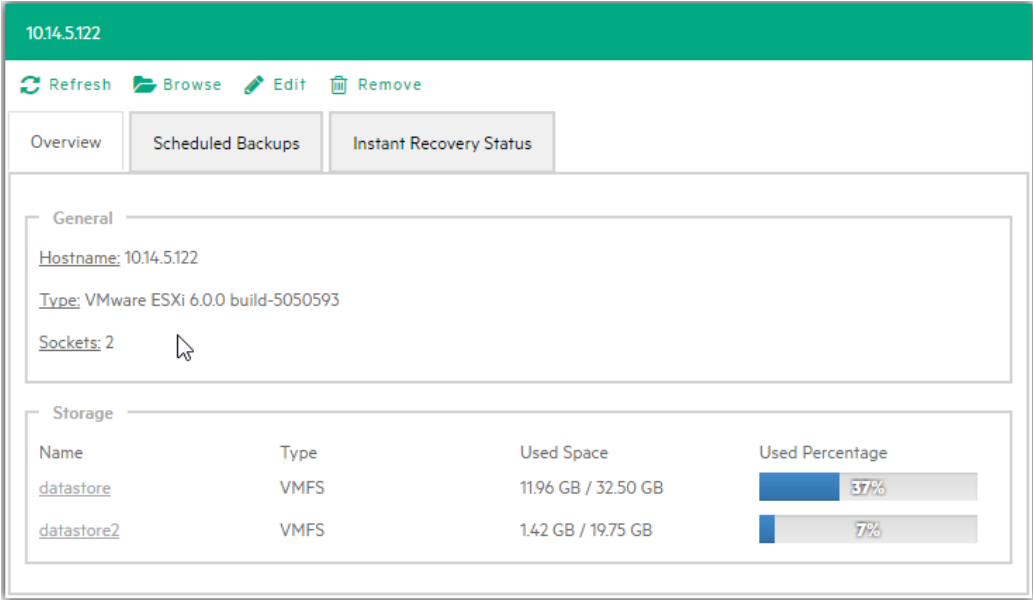 10.14.5.122
Refresh Browse Edit Remove
Overview Scheduled Backups Instant Recovery Status
General
Hostname: 10.14.5.122
Type: VMware ESXi 6.0.0 build-5050593
Sockets: 2
Storage
Name Type Used Space Used Percentage
datastore VMFS 11.96 GB / 32.50 GB 37%
datastore2 VMFS 1.42 GB / 19.75 GB 7%